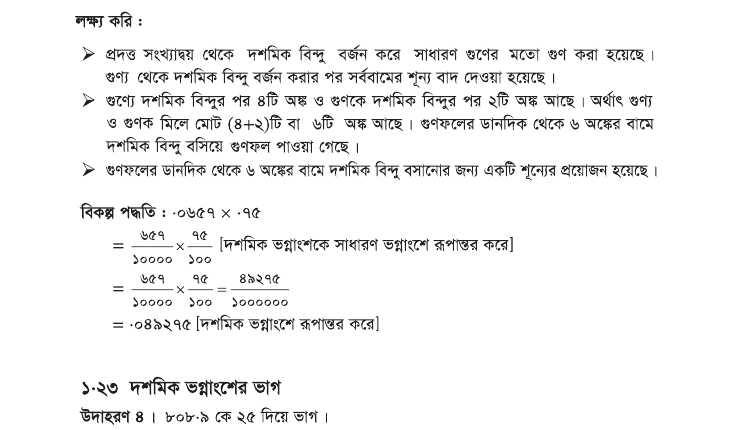 লক্ষ্য করি :
➢ প্রদত্ত সংখ্যাদ্বয় থেকে দশমিক বিন্দু বর্জন করে সাধারণ গুণের মতো গুণ করা হয়েছে।
গুণ্য থেকে দশমিক বিন্দু বর্জন করার পর সর্ববামের শূন্য বাদ দেওয়া হয়েছে।
➢ গুণ্যে দশমিক বিন্দুর পর ৪টি অঙ্ক ও গুণকে দশমিক বিন্দুর পর ২টি অঙ্ক আছে। অর্থাৎ গুণ্য
ও গুণক মিলে মোট (৪+২)টি বা ৬টি অঙ্ক আছে। গুণফলের ডানদিক থেকে ৬ অঙ্কের বামে
দশমিক বিন্দু বসিয়ে গুণফল পাওয়া গেছে।
➢ গুণফলের ডানদিক থেকে ৬ অঙ্কের বামে দশমিক বিন্দু বসানোর জন্য একটি শূন্যের প্রয়োজন হয়েছে।
বিকল্প পদ্ধতি : ·০৬৫৭ × ·৭৫
= ৬৫৭/১০০০০ × ৭৫/১০০ [দশমিক ভগ্নাংশকে সাধারণ ভগ্নাংশে রূপান্তর করে]
= ৬৫৭/১০০০০ × ৭৫/১০০ = ৪৯২৭৫/১০০০০০০
= ·০৪৯২৭৫ [দশমিক ভগ্নাংশে রূপান্তর করে]
১·২৩ দশমিক ভগ্নাংশের ভাগ
উদাহরণ ৪। ৮০৮·৯ কে ২৫ দিয়ে ভাগ।